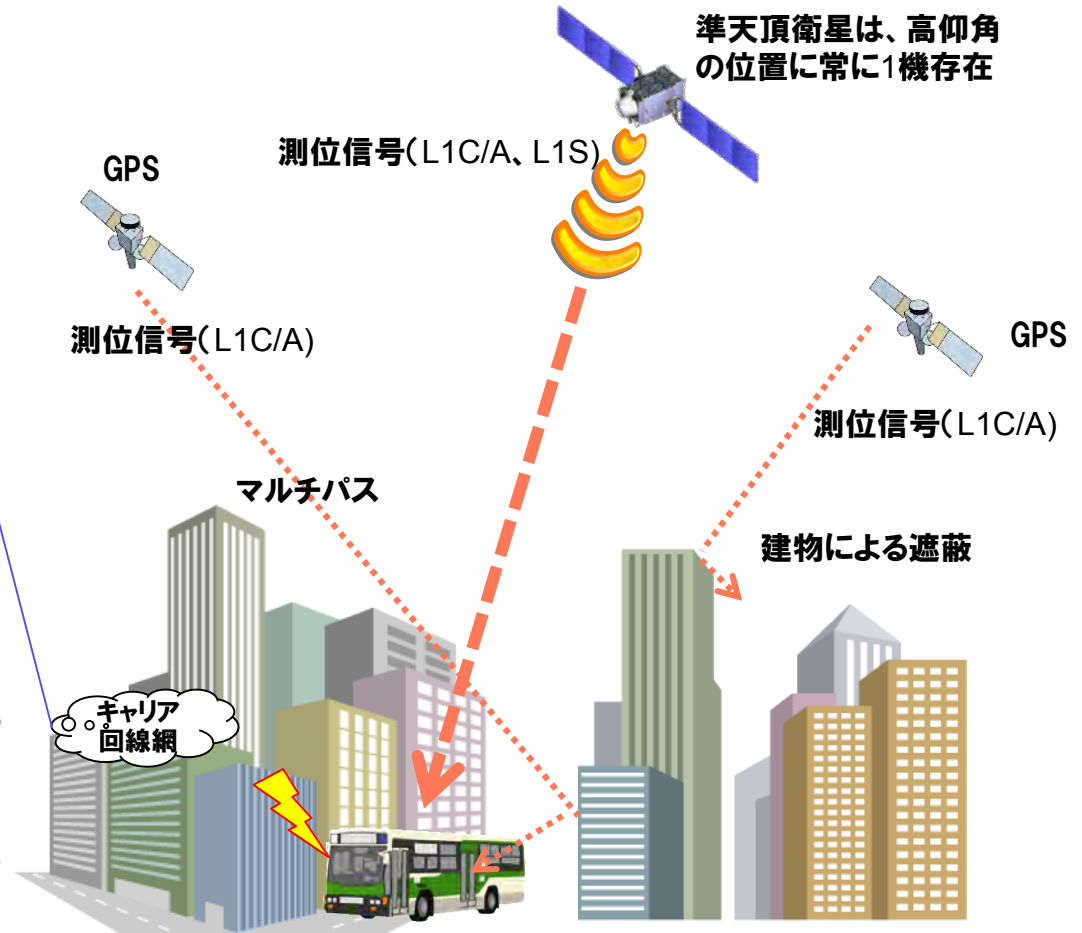 準天頂衛星は、高仰角
の位置に常に1機存在
測位信号(L1C/A、L1S)
GPS
測位信号(L1C/A)
GPS
測位信号(L1C/A)
マルチパス
建物による遮蔽
キャリア
回線網